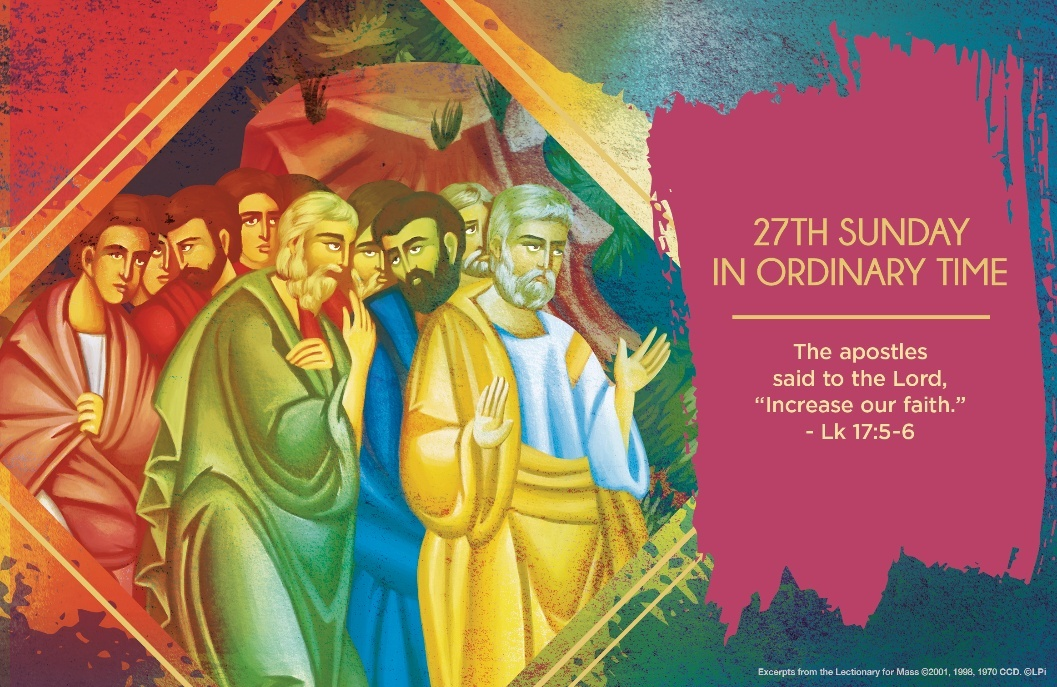 27TH SUNDAY
IN ORDINARY TIME
The apostles
said to the Lord,
“Increase our faith.”
- Lk 17:5-6
Excerpts from the Lectionary for Mass ©2001, 1998, 1970 CCD. ©LPi